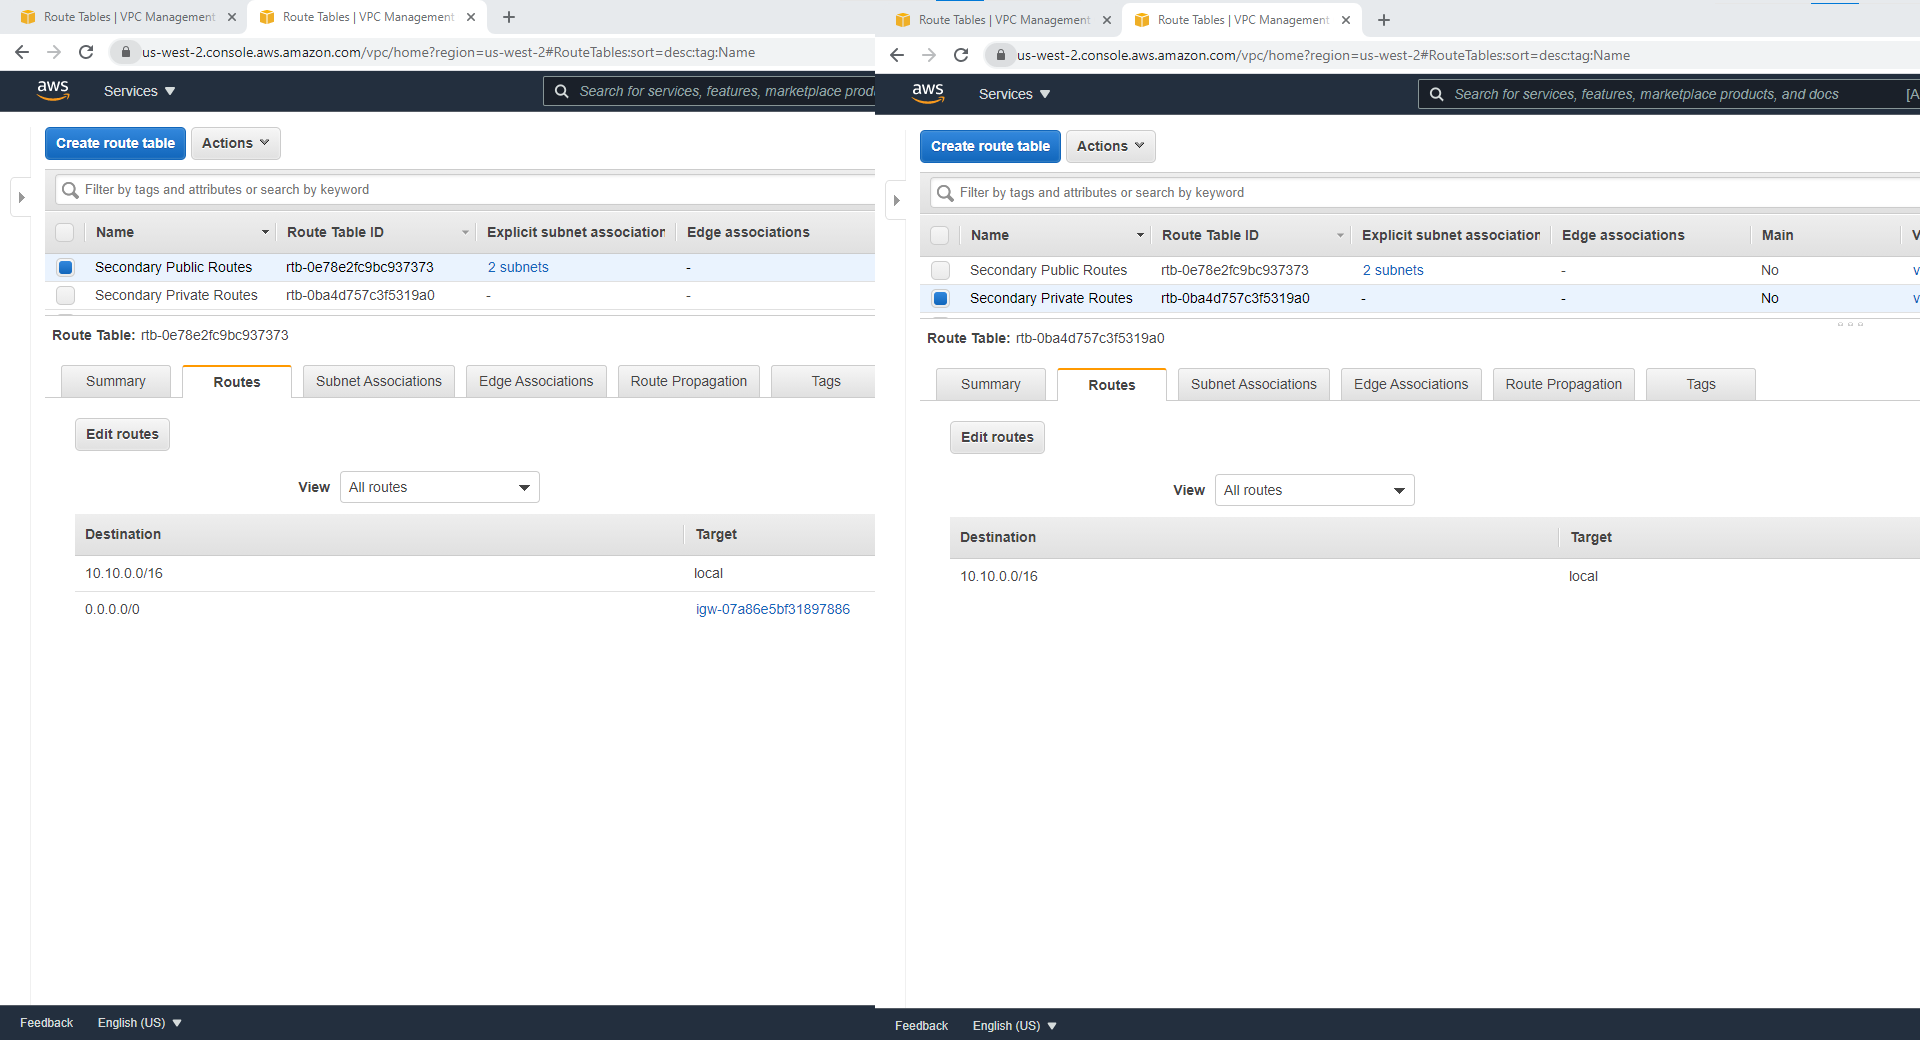 Route Tables | VPC Management
Route Tables | VPC Management
us-west-2.console.aws.amazon.com/vpc/home?region=us-west-2#RouteTables:sort=desc:tag:Name
aws
Services
Search for services, features, marketplace prod
Create route table
Actions
Filter by tags and attributes or search by keyword
Name Route Table ID Explicit subnet association Edge associations
Secondary Public Routes rtb-0e78e2fc9bc937373 2 subnets -
Secondary Private Routes rtb-0ba4d757c3f5319a0 - -
Route Table: rtb-0e78e2fc9bc937373
Summary Routes Subnet Associations Edge Associations Route Propagation Tags
Edit routes
View All routes
Destination Target
10.10.0.0/16 local
0.0.0.0/0 igw-07a86e5bf31897886
Feedback English (US)
Route Tables | VPC Management
Route Tables | VPC Management
us-west-2.console.aws.amazon.com/vpc/home?region=us-west-2#RouteTables:sort=desc:tag:Name
aws
Services
Search for services, features, marketplace products, and docs [A
Create route table
Actions
Filter by tags and attributes or search by keyword
Name Route Table ID Explicit subnet association Edge associations Main V
Secondary Public Routes rtb-0e78e2fc9bc937373 2 subnets - No v
Secondary Private Routes rtb-0ba4d757c3f5319a0 - - No v
Route Table: rtb-0ba4d757c3f5319a0
Summary Routes Subnet Associations Edge Associations Route Propagation Tags
Edit routes
View All routes
Destination Target
10.10.0.0/16 local
Feedback English (US)